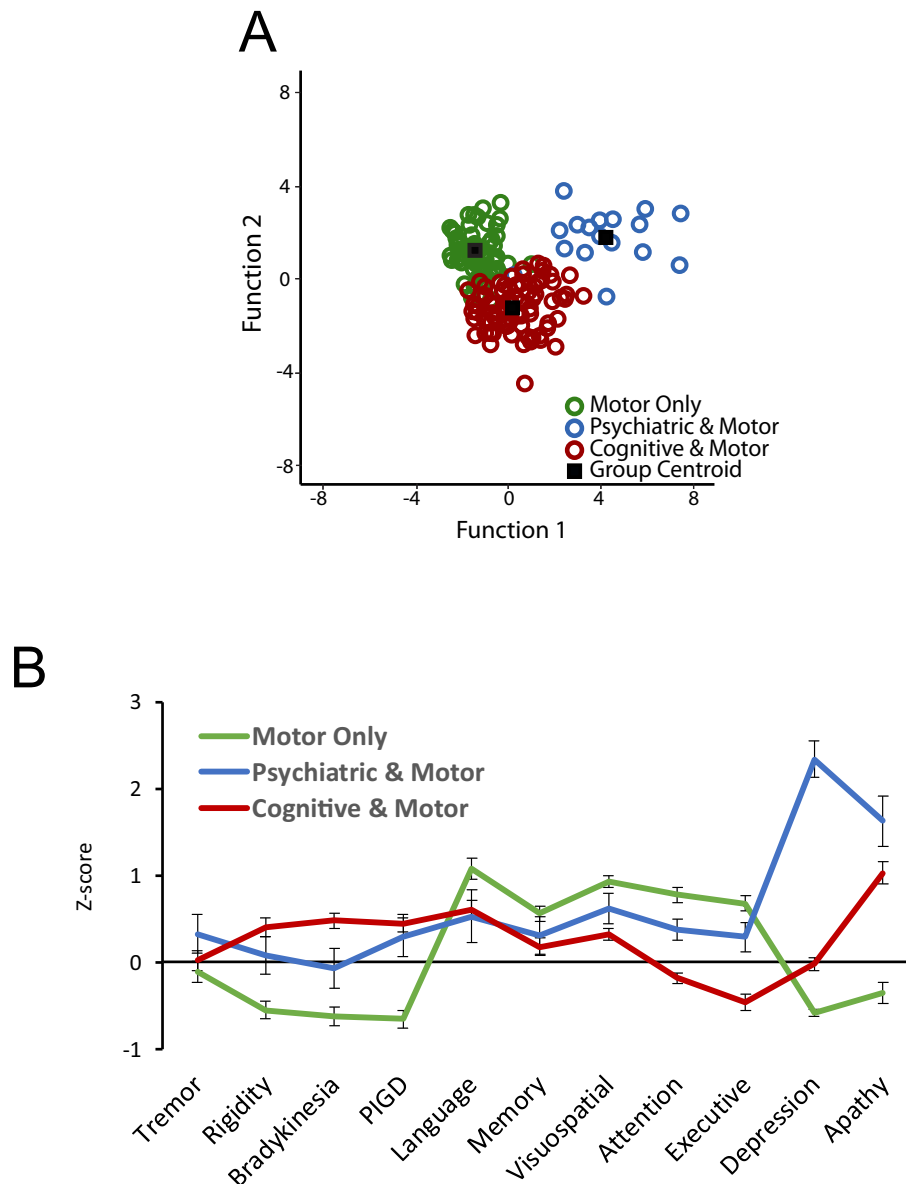 A
8
4
0
-4
-8
Function 2
Motor Only
Psychiatric & Motor
Cognitive & Motor
Group Centroid
-8 -4 0 4 8
Function 1
B
3
2
1
0
-1
Z-score
Motor Only
Psychiatric & Motor
Cognitive & Motor
Tremor
Rigidity
Bradykinesia
PIGD
Language
Memory
Visuospatial
Attention
Executive
Depression
Apathy